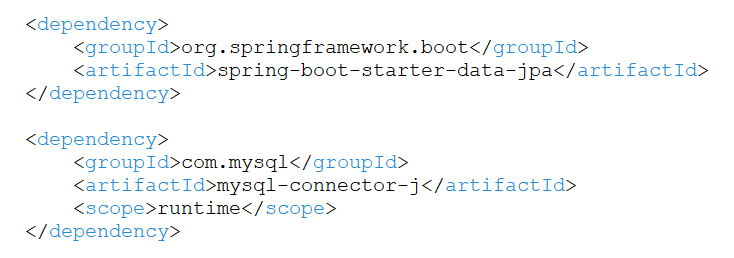 <dependency>
    <groupId>org.springframework.boot</groupId>
    <artifactId>spring-boot-starter-data-jpa</artifactId>
</dependency>

<dependency>
    <groupId>com.mysql</groupId>
    <artifactId>mysql-connector-j</artifactId>
    <scope>runtime</scope>
</dependency>